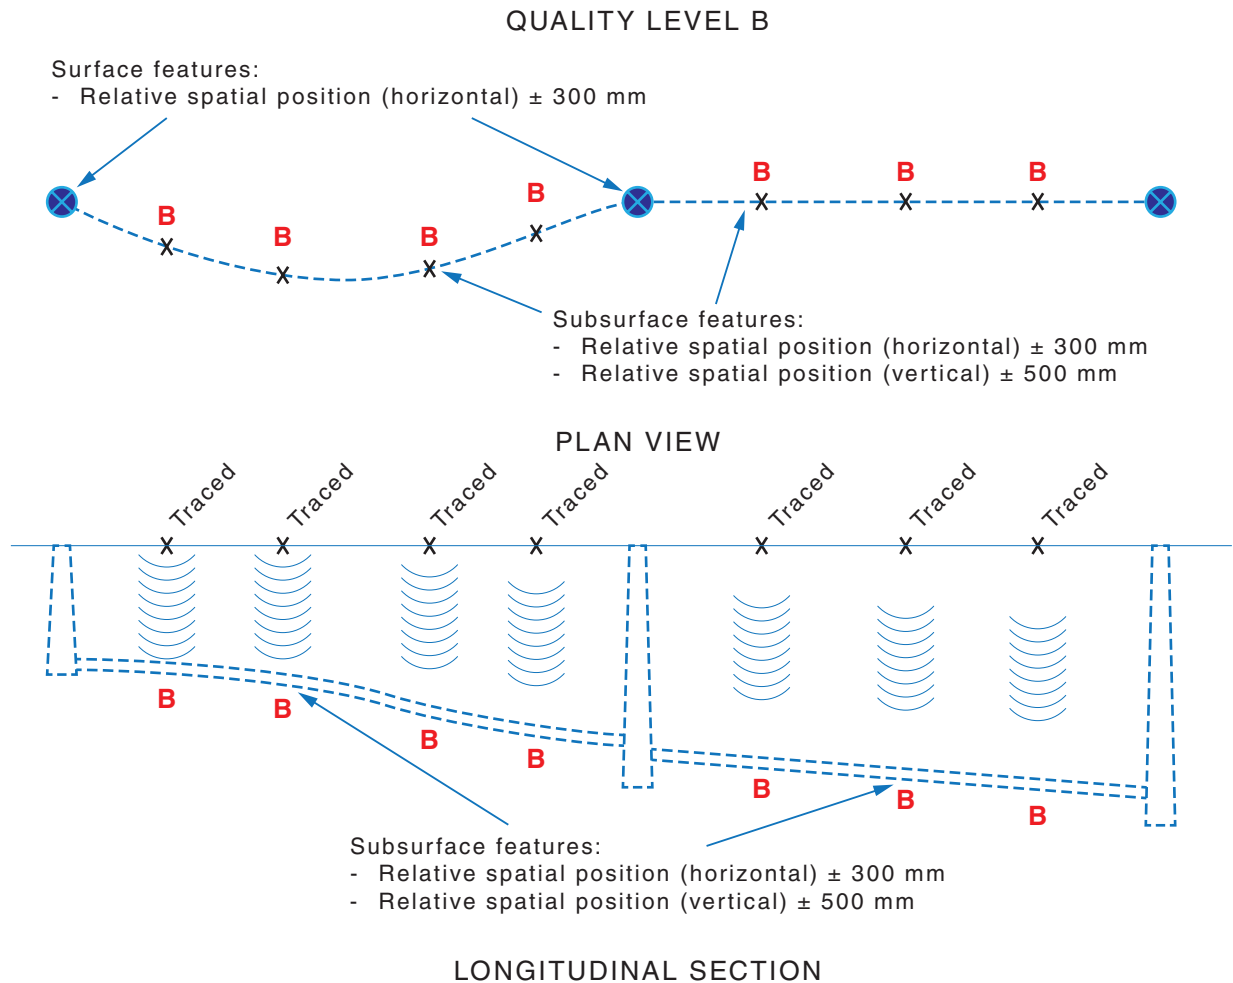 QUALITY LEVEL B
Surface features:
- Relative spatial position (horizontal) ± 300 mm
B B B B B B B
Subsurface features:
- Relative spatial position (horizontal) ± 300 mm
- Relative spatial position (vertical) ± 500 mm
PLAN VIEW
Traced Traced Traced Traced Traced Traced Traced
B B B B B B B
Subsurface features:
- Relative spatial position (horizontal) ± 300 mm
- Relative spatial position (vertical) ± 500 mm
LONGITUDINAL SECTION